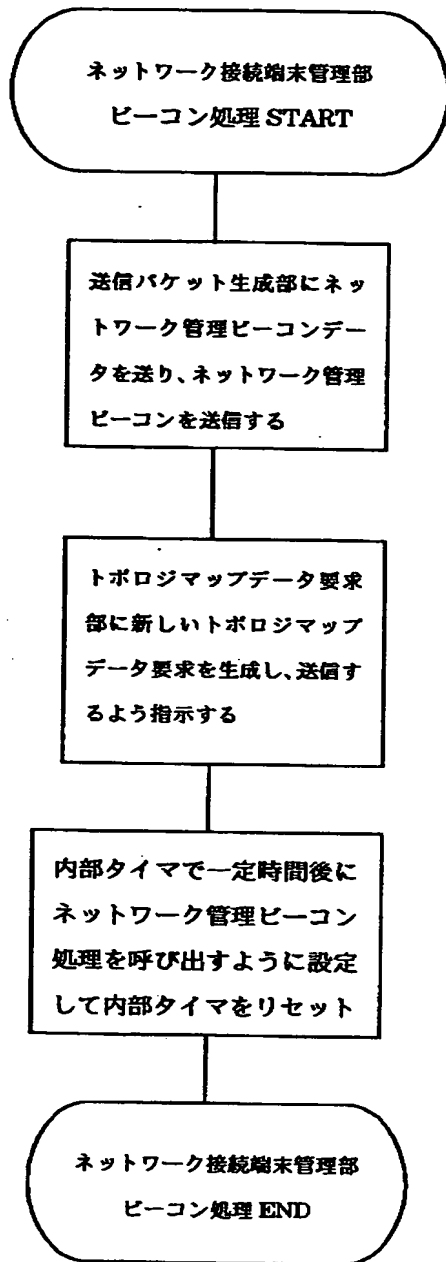 ネットワーク接続端末管理部
ビーコン処理 START
送信パケット生成部にネッ
トワーク管理ビーコンデー
タを送り、ネットワーク管理
ビーコンを送信する
トポロジマップデータ要求
部に新しいトポロジマップ
データ要求を生成し、送信す
るよう指示する
内部タイマで一定時間後に
ネットワーク管理ビーコン
処理を呼び出すように設定
して内部タイマをリセット
ネットワーク接続端末管理部
ビーコン処理 END